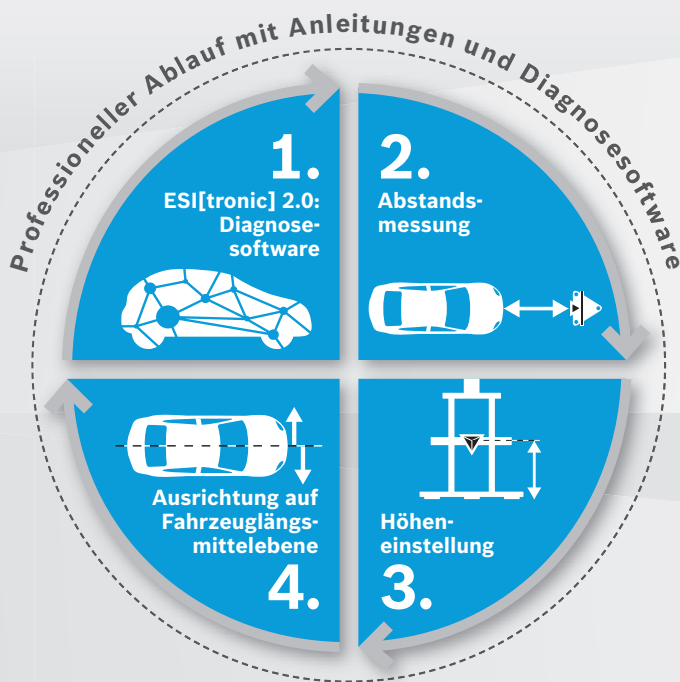 Professioneller Ablauf mit Anleitungen und Diagnosesoftware
1.
ESI[tronic] 2.0:
Diagnose-
software
2.
Abstands-
messung
Höhen-
einstellung
3.
Ausrichtung auf
Fahrzeuglängs-
mittelebene
4.